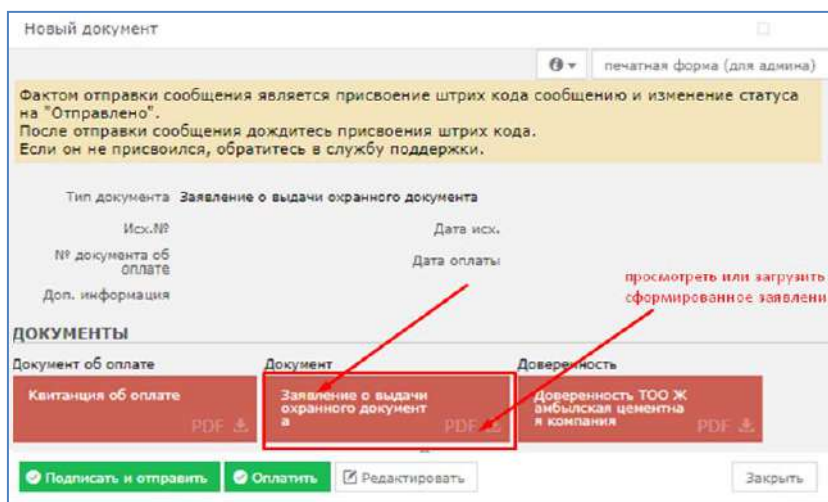 Новый документ
печатная форма (для админа)
Фактом отправки сообщения является присвоение штрих кода сообщению и изменение статуса
на "Отправлено".
После отправки сообщения дождитесь присвоения штрих кода.
Если он не присвоился, обратитесь в службу поддержки.
Тип документа Заявление о выдачи охранного документа
Исх.№ Дата исх.
№ документа об
оплате
Дата оплаты
Доп. информация
просмотреть или загрузить
сформированное заявлени
ДОКУМЕНТЫ
Документ об оплате Документ Доверенность
Квитанция об оплате
PDF
Заявление о выдачи
охранного документ
а
PDF
Доверенность ТОО Ж
амбылская цементна
я компания
PDF
Подписать и отправить Оплатить Редактировать Закрыть